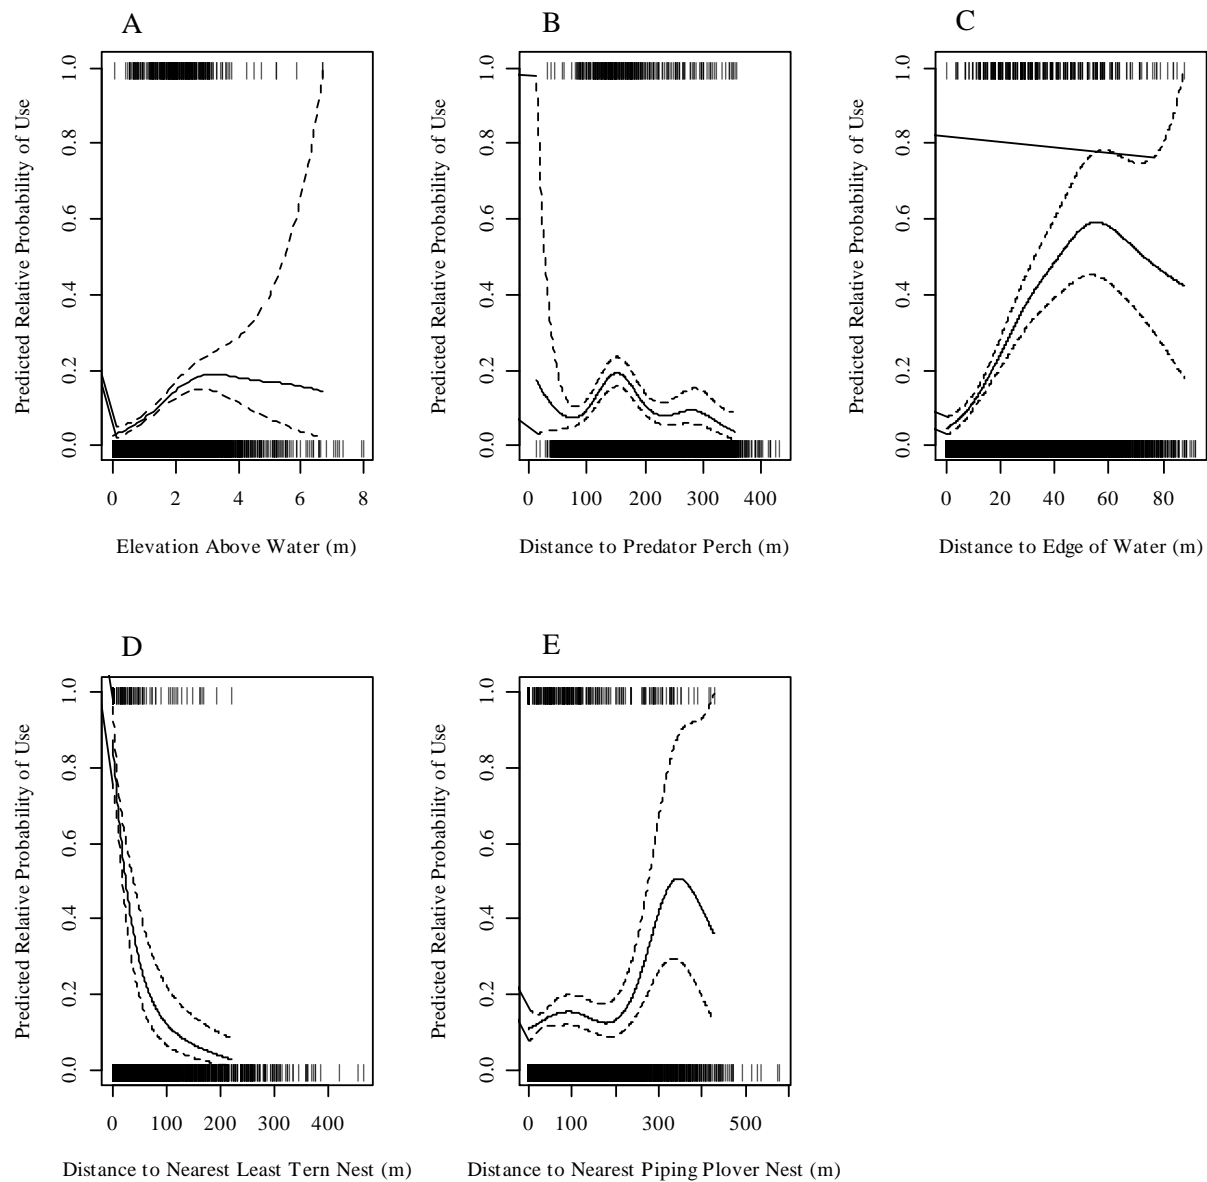 A
Predicted Relative Probability of Use
0.0 0.2 0.4 0.6 0.8 1.0
0 2 4 6 8
Elevation Above Water (m)
B
Predicted Relative Probability of Use
0.0 0.2 0.4 0.6 0.8 1.0
0 100 200 300 400
Distance to Predator Perch (m)
C
Predicted Relative Probability of Use
0.0 0.2 0.4 0.6 0.8 1.0
0 20 40 60 80
Distance to Edge of Water (m)
D
Predicted Relative Probability of Use
0.0 0.2 0.4 0.6 0.8 1.0
0 100 200 300 400
Distance to Nearest Least Tern Nest (m)
E
Predicted Relative Probability of Use
0.0 0.2 0.4 0.6 0.8 1.0
0 100 300 500
Distance to Nearest Piping Plover Nest (m)